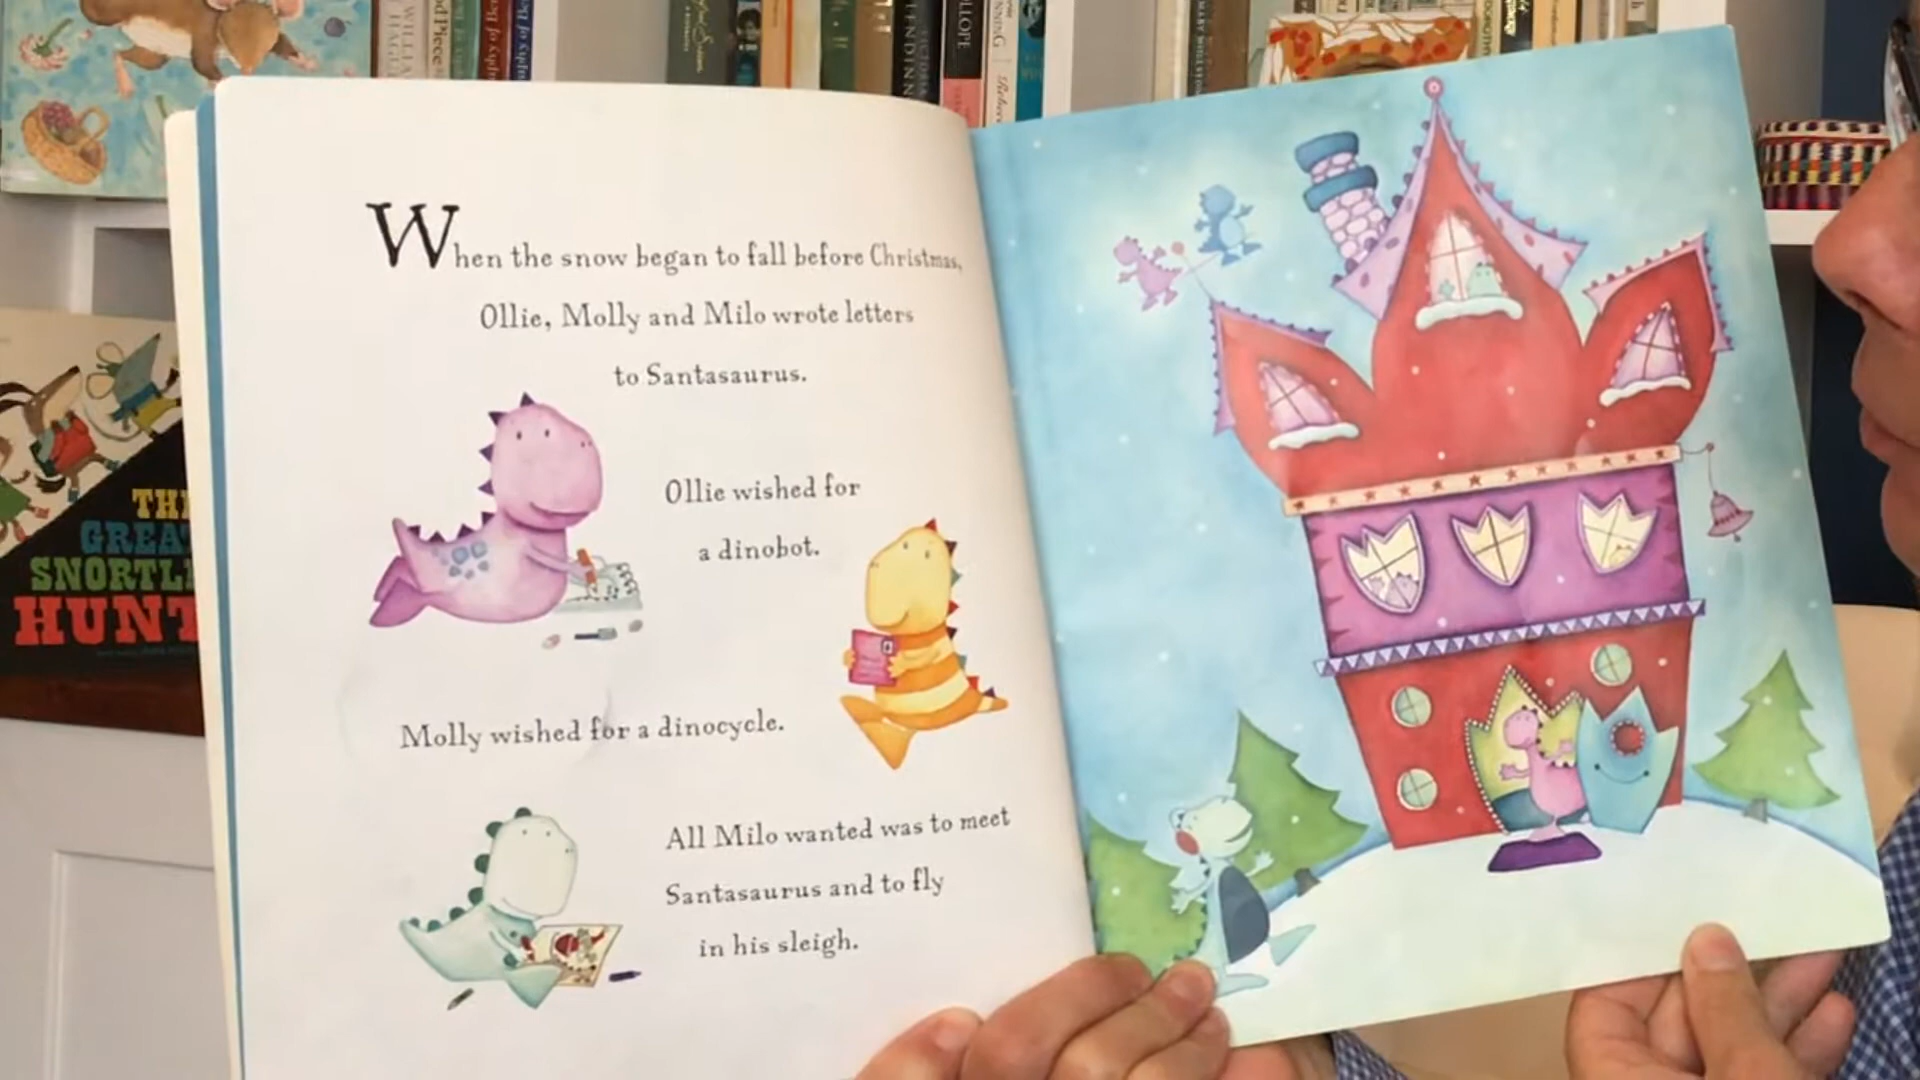 When the snow began to fall before Christmas,
Ollie, Molly and Milo wrote letters
to Santasaurus.
Ollie wished for
a dinobot.
Molly wished for a dinocycle.
All Milo wanted was to meet
Santasaurus and to fly
in his sleigh.
GREAT
HUNT